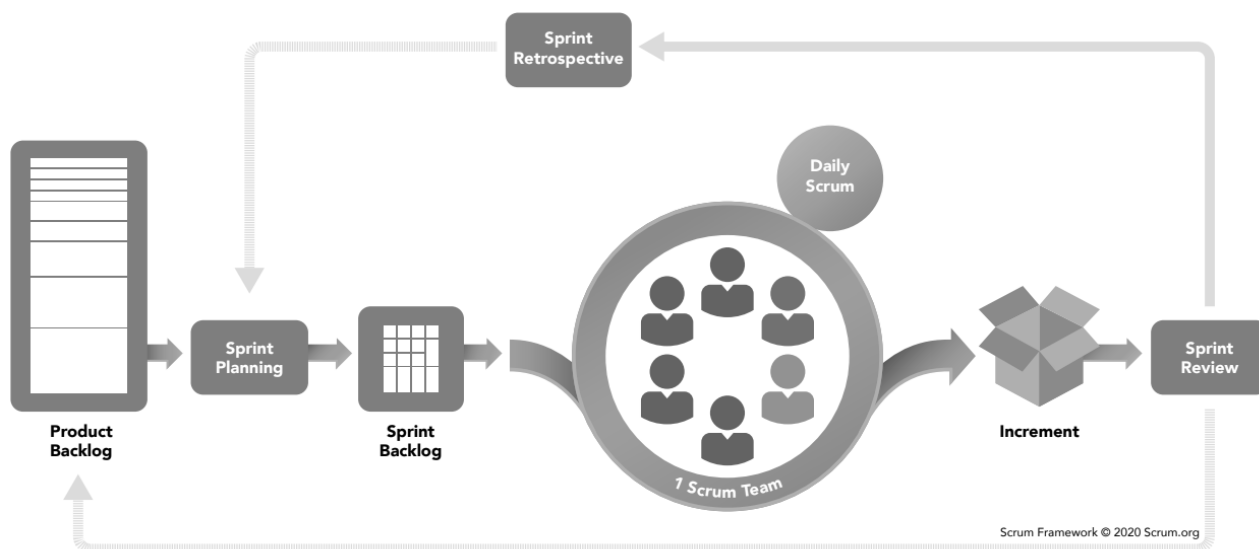 Sprint
Retrospective
Daily
Scrum
Sprint
Planning
Sprint
Review
Product
Backlog
Sprint
Backlog
1 Scrum Team
Increment
Scrum Framework © 2020 Scrum.org